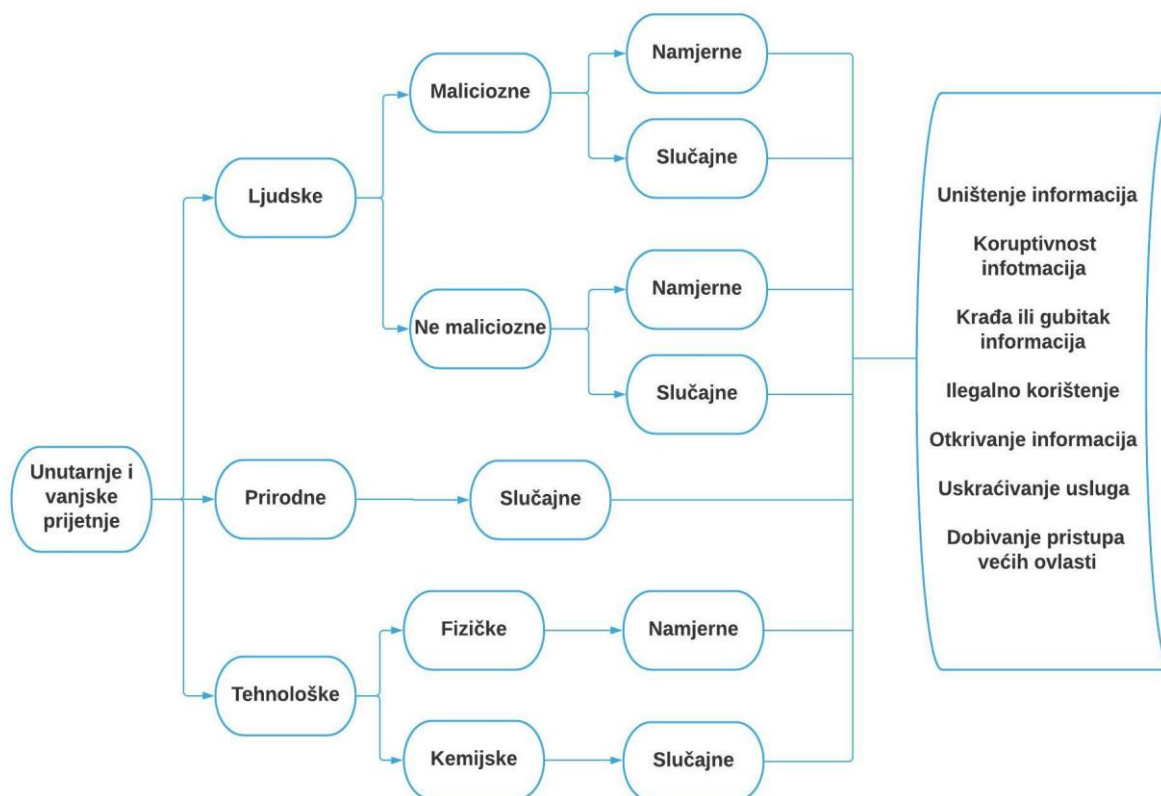 Unutarnje i
vanjske
prijetnje
Ljudske
Maliciozne
Namjerne
Slučajne
Ne maliciozne
Namjerne
Slučajne
Prirodne
Slučajne
Tehnološke
Fizičke
Namjerne
Kemijske
Slučajne
Uništenje informacija
Koruptivnost
infotmacija
Krađa ili gubitak
informacija
Ilegalno korištenje
Otkrivanje informacija
Uskraćivanje usluga
Dobivanje pristupa
većih ovlasti